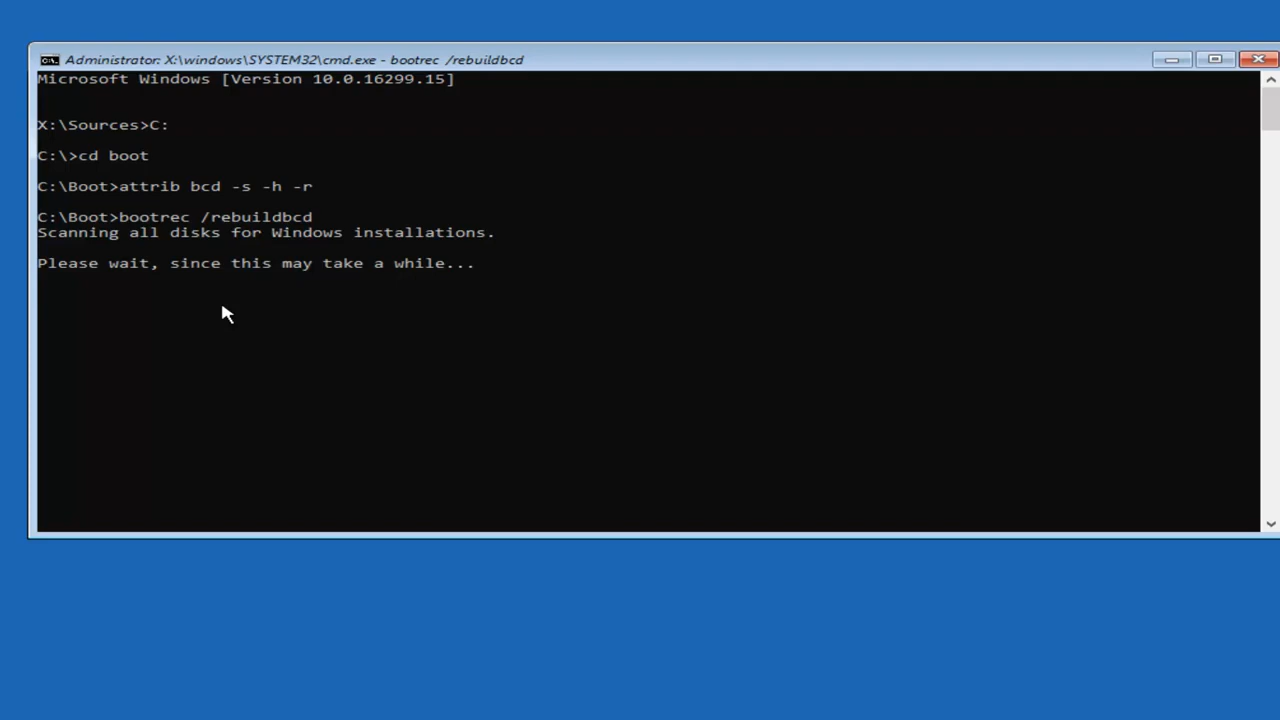 Administrator: X:\windows\SYSTEM32\cmd.exe - bootrec /rebuildbcd
Microsoft Windows [Version 10.0.16299.15]
X:\Sources>C:
C:\>cd boot
C:\Boot>attrib bcd -s -h -r
C:\Boot>bootrec /rebuildbcd
Scanning all disks for Windows installations.
Please wait, since this may take a while...